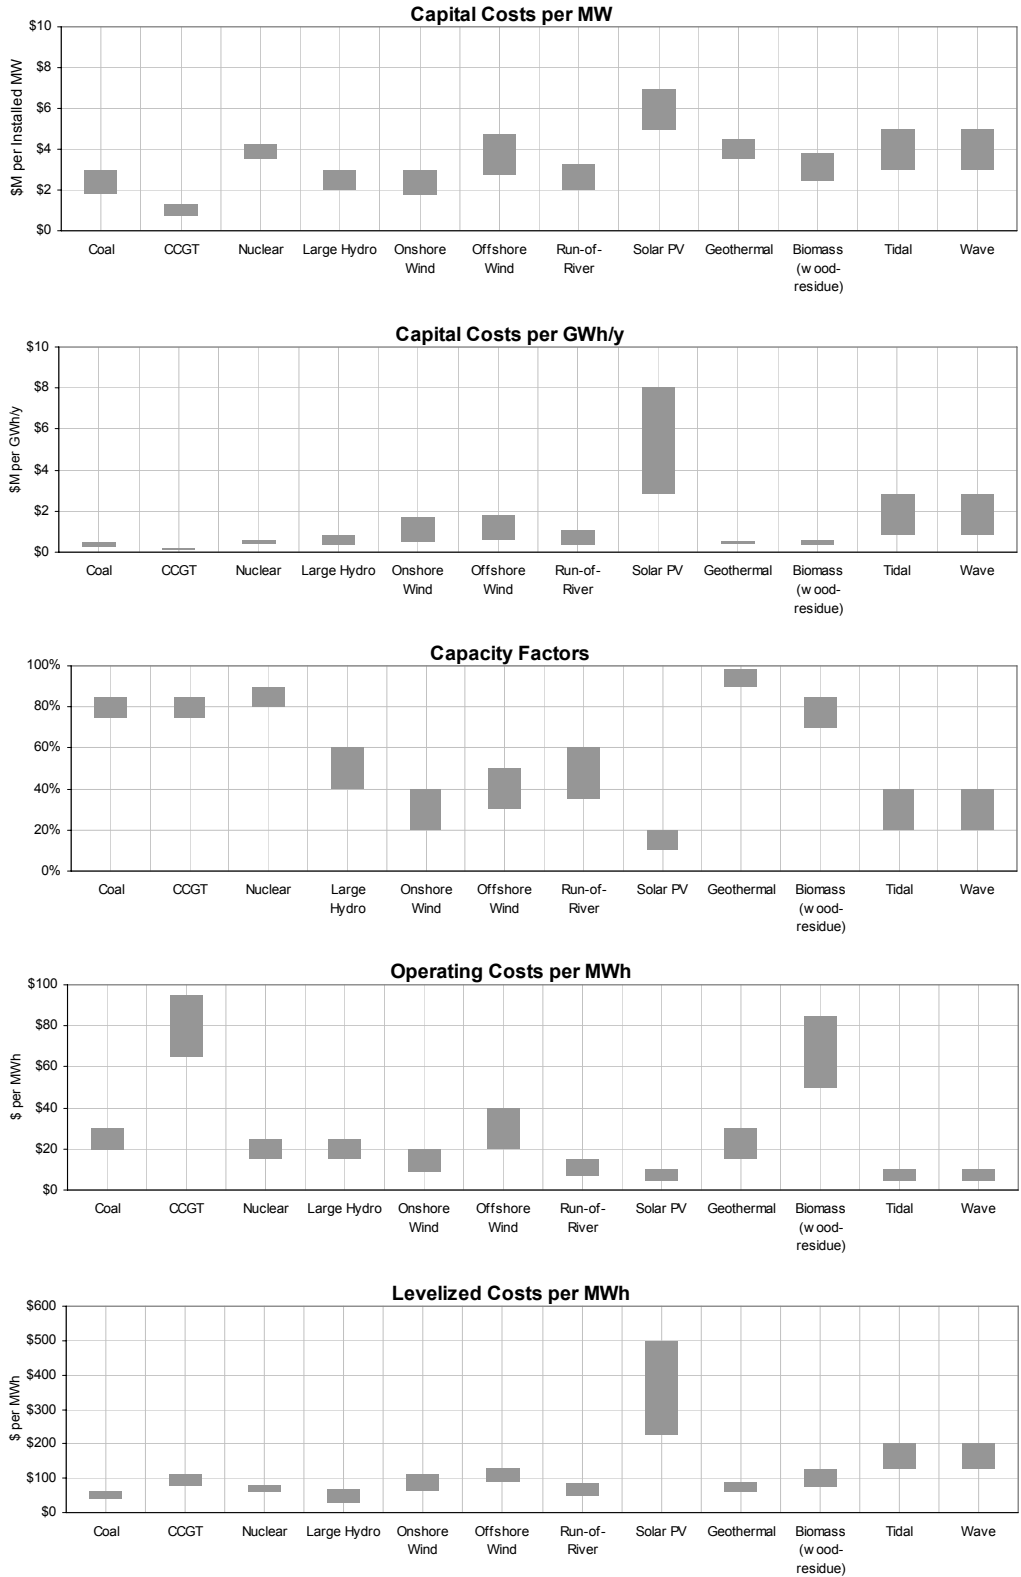 Capital Costs per MW
$10
$8
$6
$4
$2
$0
$M per Installed MW
Coal CCGT Nuclear Large Hydro Onshore Offshore Run-of- Solar PV Geothermal Biomass Tidal Wave
Wind Wind River (wood-
residue)
Capital Costs per GWh/y
$10
$8
$6
$4
$2
$0
$M per GWh/y
Coal CCGT Nuclear Large Hydro Onshore Offshore Run-of- Solar PV Geothermal Biomass Tidal Wave
Wind Wind River (wood-
residue)
Capacity Factors
100%
80%
60%
40%
20%
0%
Coal CCGT Nuclear Large Onshore Offshore Run-of- Solar PV Geothermal Biomass Tidal Wave
Hydro Wind Wind River (wood-
residue)
Operating Costs per MWh
$100
$80
$60
$40
$20
$0
$ per MWh
Coal CCGT Nuclear Large Hydro Onshore Offshore Run-of- Solar PV Geothermal Biomass Tidal Wave
Wind Wind River (wood-
residue)
Levelized Costs per MWh
$600
$500
$400
$300
$200
$100
$0
$ per MWh
Coal CCGT Nuclear Large Hydro Onshore Offshore Run-of- Solar PV Geothermal Biomass Tidal Wave
Wind Wind River (wood-
residue)